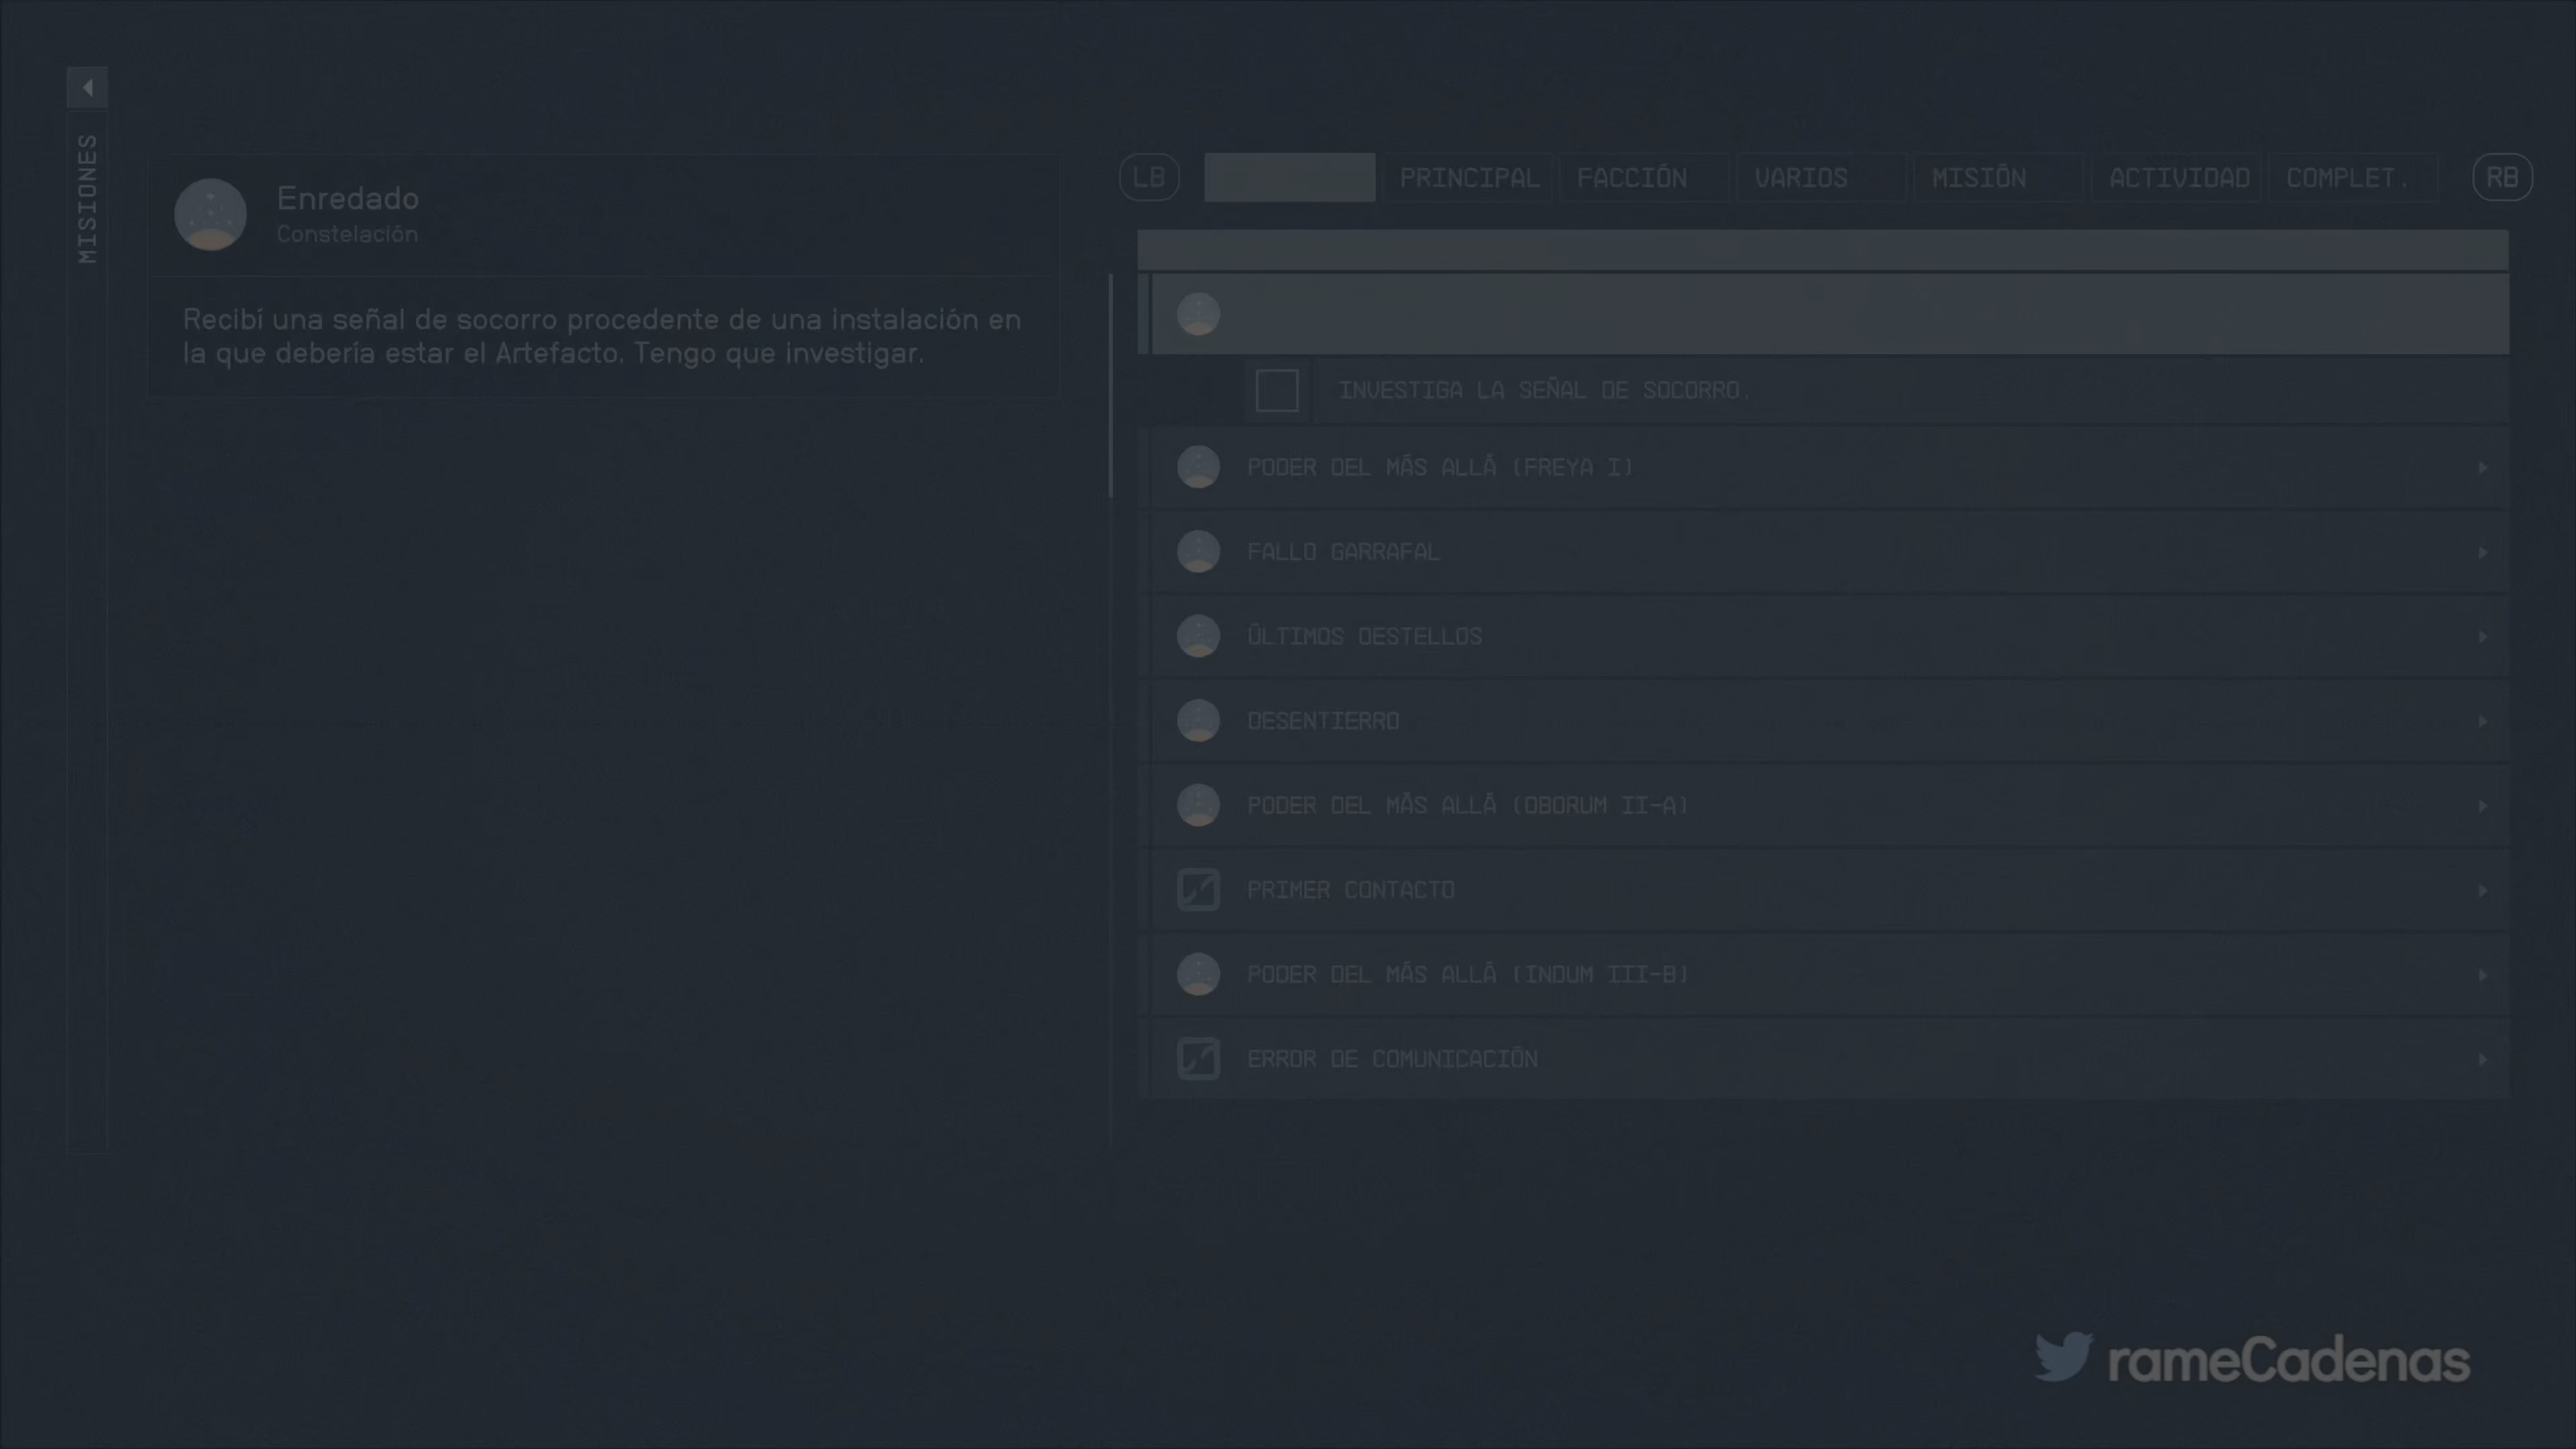 MISIONES
Enredado
Constelación
Recibí una señal de socorro procedente de una instalación en
la que debería estar el Artefacto. Tengo que investigar.
LB PRINCIPAL FACCIÓN VARIOS MISIÓN ACTIVIDAD COMPLET. RB
INVESTIGA LA SEÑAL DE SOCORRO.
PODER DEL MÁS ALLÁ (FREYA I)
FALLO GARRAFAL
ÚLTIMOS DESTELLOS
DESENTIERRO
PODER DEL MÁS ALLÁ (OBORUM II-A)
PRIMER CONTACTO
PODER DEL MÁS ALLÁ (INDUM III-B)
ERROR DE COMUNICACIÓN
rameCadenas